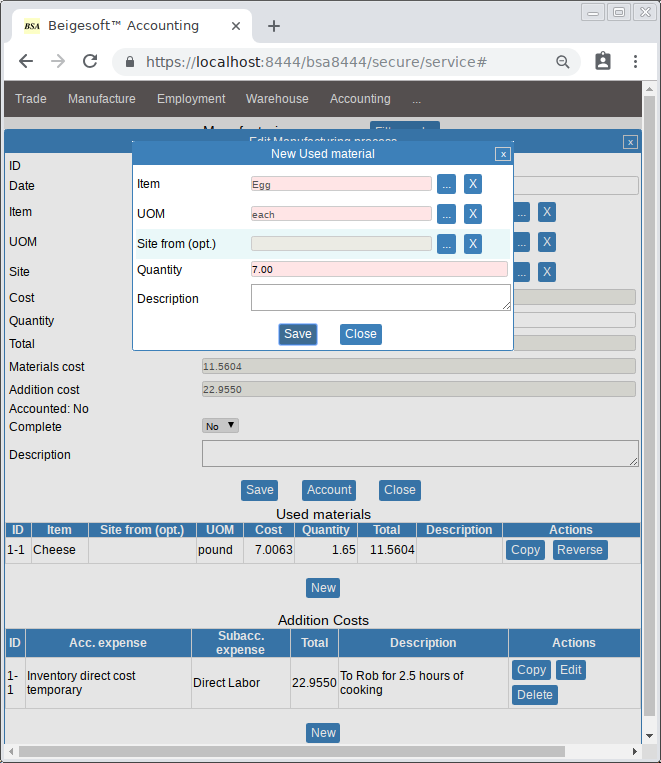 BSA Beigesoft™ Accounting
https://localhost:8444/bsa8444/secure/service#
Trade Manufacture Employment Warehouse Accounting ...
Edit Manufacturing process x
New Used material x
ID
Date
Item
UOM
Site
Cost
Quantity
Total
Item Egg ... X
UOM each ... X
Site from (opt.) ... X
Quantity 7.00
Description
Save Close
... X
... X
... X
Materials cost 11.5604
Addition cost 22.9550
Accounted: No
Complete No
Description
Save Account Close
Used materials
ID Item Site from (opt.) UOM Cost Quantity Total Description Actions
1-1 Cheese pound 7.0063 1.65 11.5604 Copy Reverse
New
Addition Costs
ID Acc. expense Subacc. expense Total Description Actions
1-1 Inventory direct cost temporary Direct Labor 22.9550 To Rob for 2.5 hours of cooking Copy Edit Delete
New